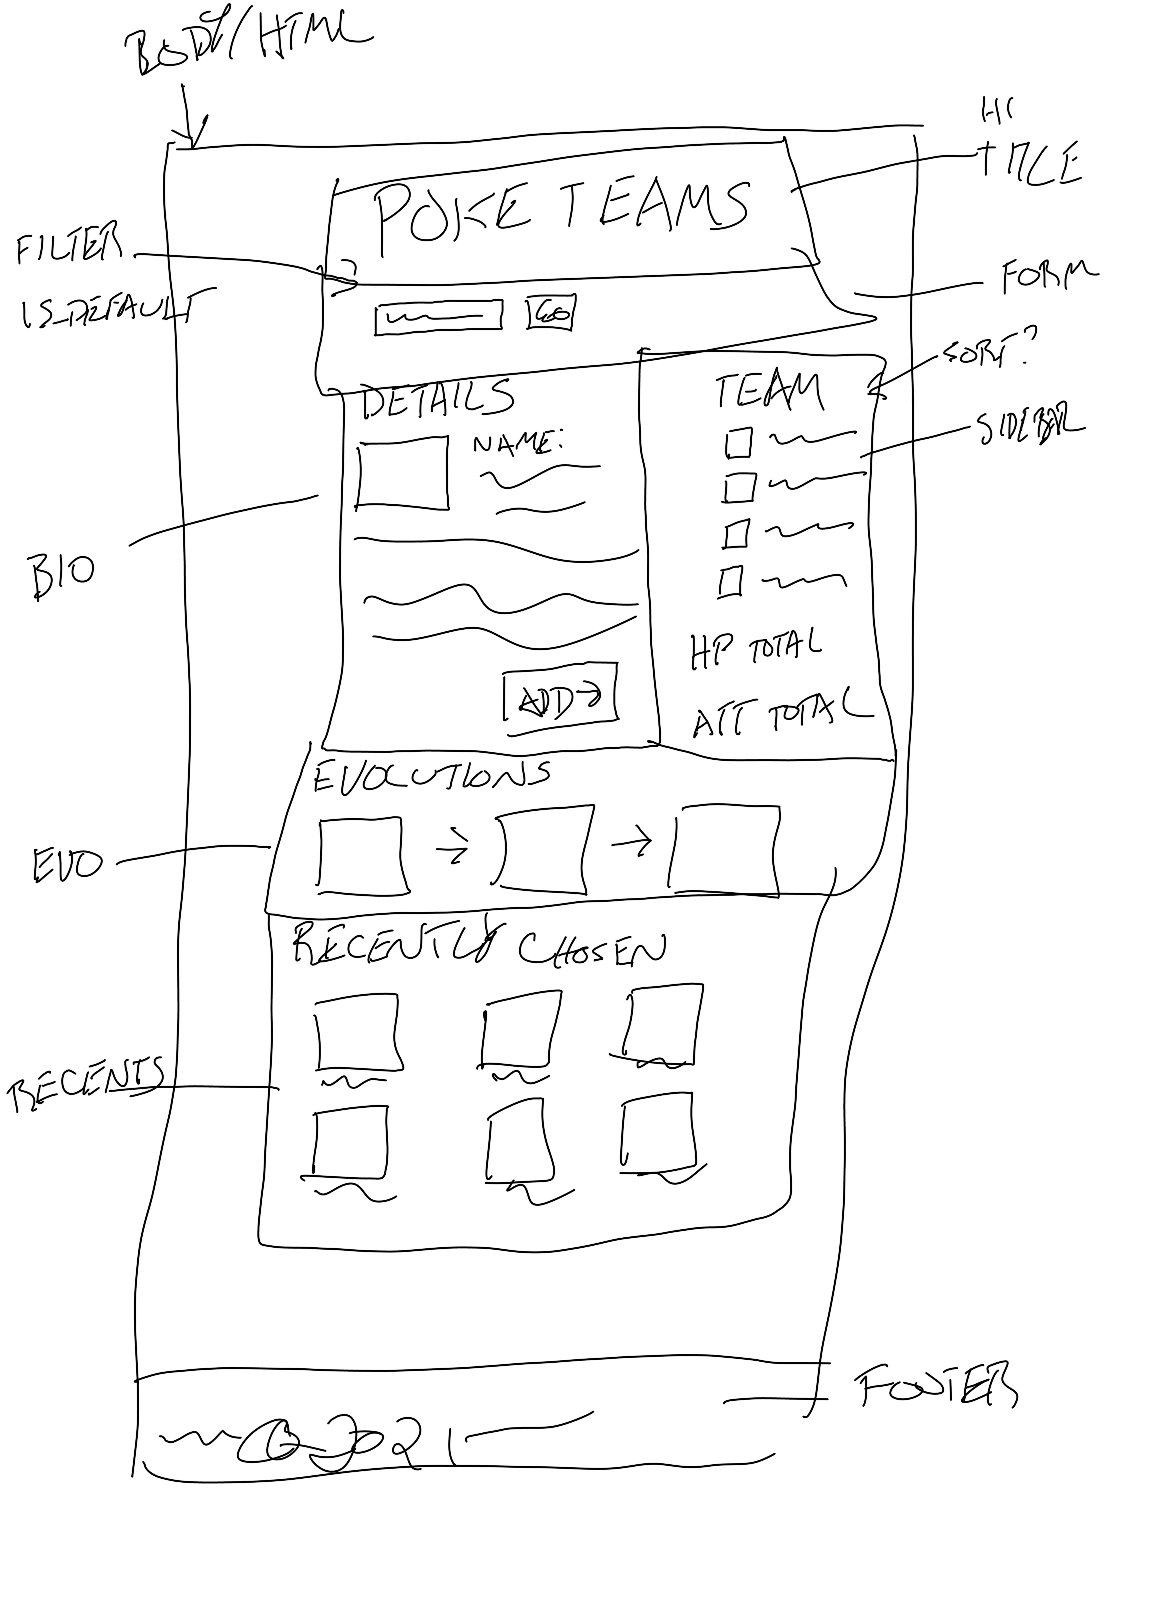 BODY/HTML
H1
TITLE
POKE TEAMS
FILTER
IS_DEFAULT
FORM
GO
SORT?
DETAILS
TEAM
NAME:
SIDEBAR
BIO
HP TOTAL
ADD→
ATT TOTAL
EVOLUTIONS
EVO
→ →
RECENTLY CHOSEN
RECENTS
FOOTER
© 2021